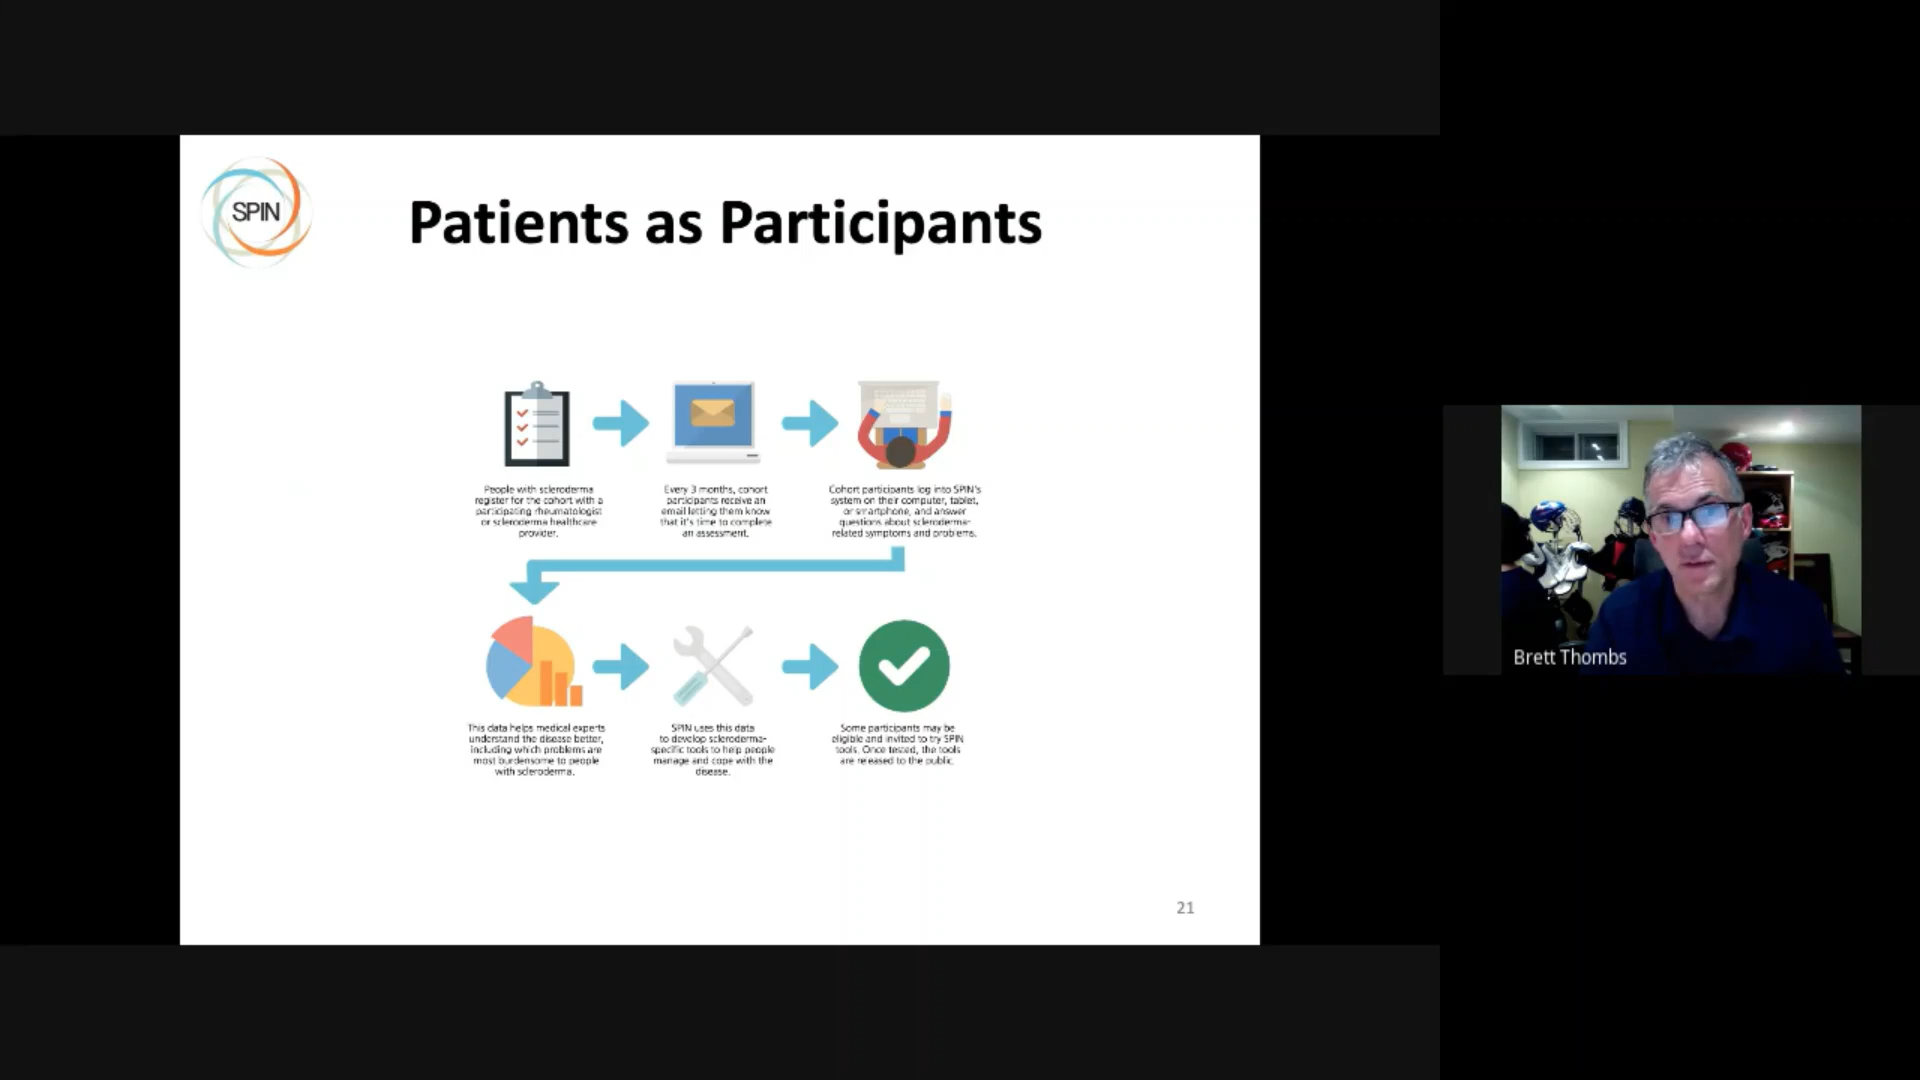 SPIN
Patients as Participants
People with scleroderma
register for the cohort with a
participating rheumatologist
or scleroderma healthcare
provider.
Every 3 months, cohort
participants receive an
email letting them know
that it's time to complete
an assessment.
Cohort participants log into SPIN's
system on their computer, tablet,
or smartphone, and answer
questions about scleroderma-
related symptoms and problems.
This data helps medical experts
understand the disease better,
including which problems are
most burdensome to people
with scleroderma.
SPIN uses this data
to develop scleroderma-
specific tools to help people
manage and cope with the
disease.
Some participants may be
eligible and invited to try SPIN
tools. Once tested, the tools
are released to the public.
21
Brett Thombs